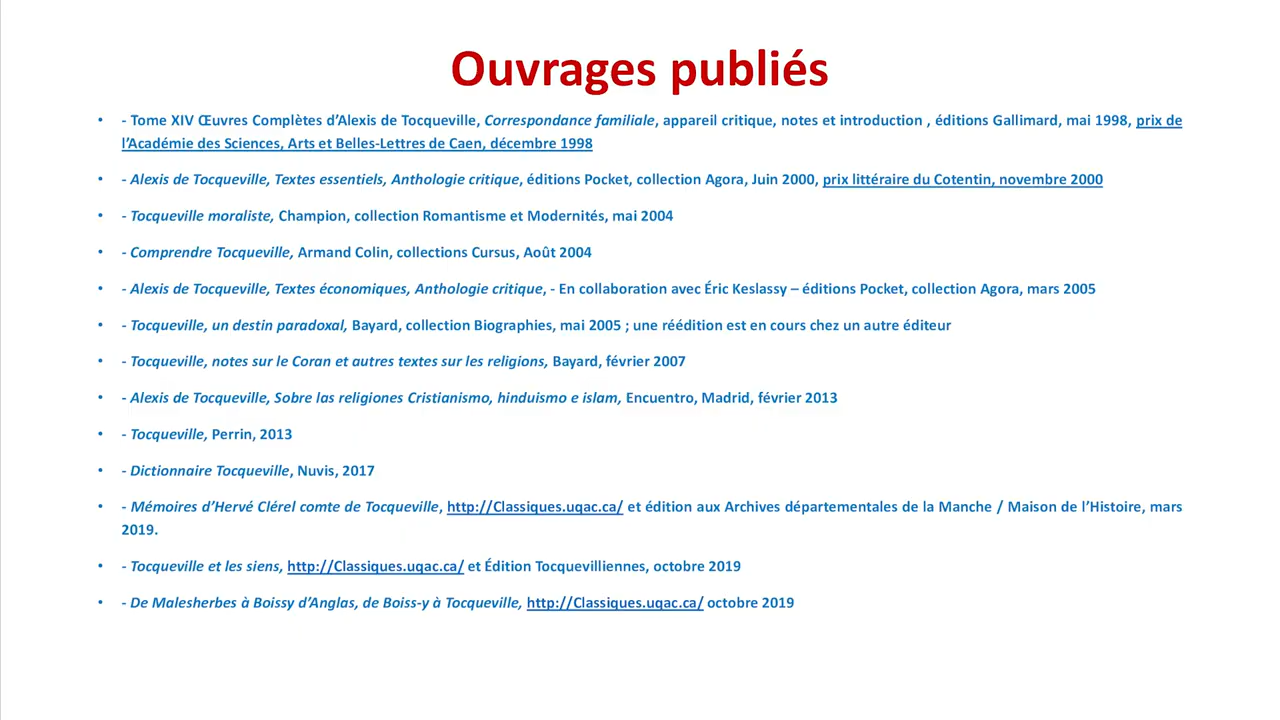 Ouvrages publiés
• - Tome XIV Œuvres Complètes d’Alexis de Tocqueville, Correspondance familiale, appareil critique, notes et introduction , éditions Gallimard, mai 1998, prix de
l’Académie des Sciences, Arts et Belles-Lettres de Caen, décembre 1998
• - Alexis de Tocqueville, Textes essentiels, Anthologie critique, éditions Pocket, collection Agora, Juin 2000, prix littéraire du Cotentin, novembre 2000
• - Tocqueville moraliste, Champion, collection Romantisme et Modernités, mai 2004
• - Comprendre Tocqueville, Armand Colin, collections Cursus, Août 2004
• - Alexis de Tocqueville, Textes économiques, Anthologie critique, - En collaboration avec Éric Keslassy – éditions Pocket, collection Agora, mars 2005
• - Tocqueville, un destin paradoxal, Bayard, collection Biographies, mai 2005 ; une réédition est en cours chez un autre éditeur
• - Tocqueville, notes sur le Coran et autres textes sur les religions, Bayard, février 2007
• - Alexis de Tocqueville, Sobre las religiones Cristianismo, hinduismo e islam, Encuentro, Madrid, février 2013
• - Tocqueville, Perrin, 2013
• - Dictionnaire Tocqueville, Nuvis, 2017
• - Mémoires d’Hervé Clérel comte de Tocqueville, http://Classiques.uqac.ca/ et édition aux Archives départementales de la Manche / Maison de l’Histoire, mars
2019.
• - Tocqueville et les siens, http://Classiques.uqac.ca/ et Édition Tocquevilliennes, octobre 2019
• - De Malesherbes à Boissy d’Anglas, de Boiss-y à Tocqueville, http://Classiques.uqac.ca/ octobre 2019